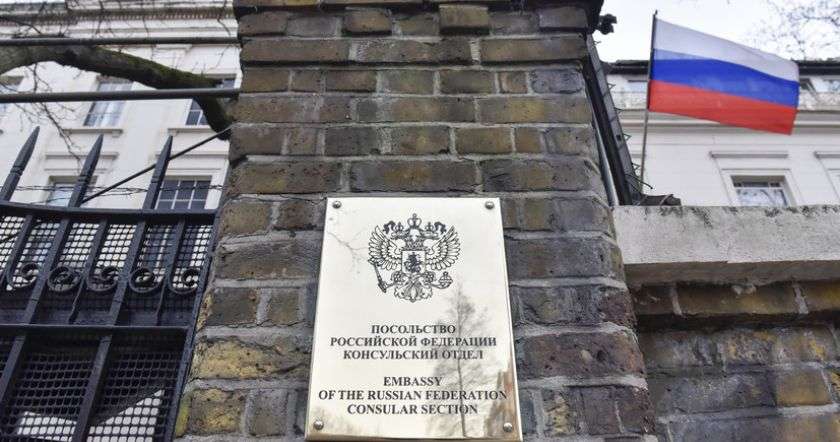 ПОСОЛЬСТВО
РОССИЙСКОЙ ФЕДЕРАЦИИ
КОНСУЛЬСКИЙ ОТДЕЛ
EMBASSY
OF THE RUSSIAN FEDERATION
CONSULAR SECTION